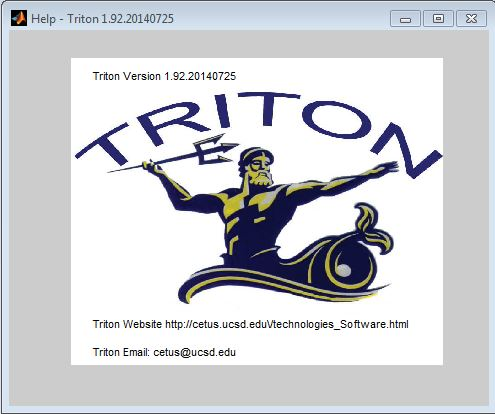 Help - Triton 1.92.20140725
Triton Version 1.92.20140725
TRITON
Triton Website http://cetus.ucsd.edu\/technologies_Software.html
Triton Email: cetus@ucsd.edu